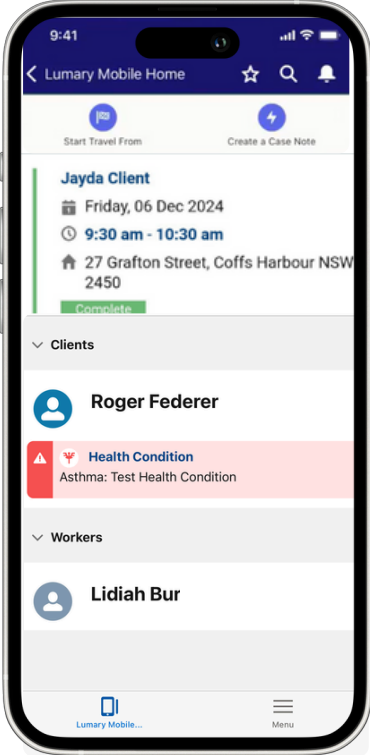 9:41
Lumary Mobile Home
Start Travel From
Create a Case Note
Jayda Client
Friday, 06 Dec 2024
9:30 am - 10:30 am
27 Grafton Street, Coffs Harbour NSW
2450
Complete
Clients
Roger Federer
Health Condition
Asthma: Test Health Condition
Workers
Lidiah Bur
Lumary Mobile...
Menu